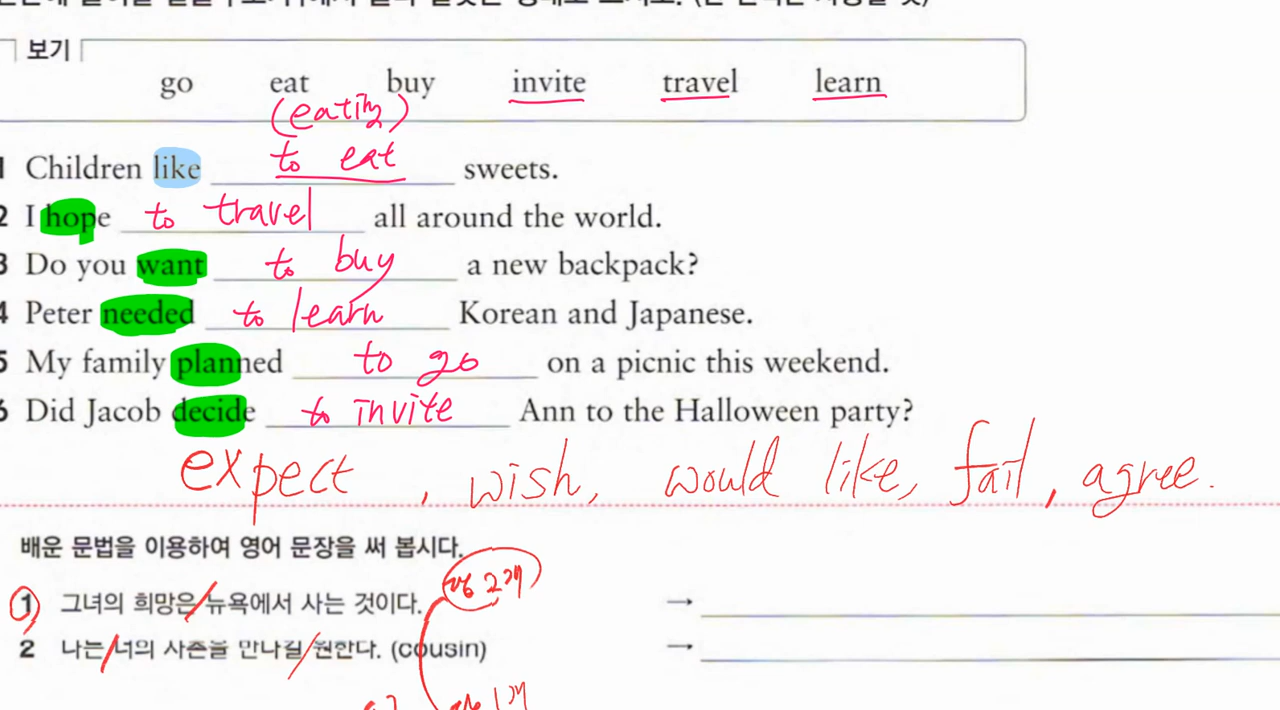 보기
go eat buy invite travel learn
(eating)
1 Children like to eat sweets.
2 I hope to travel all around the world.
3 Do you want to buy a new backpack?
4 Peter needed to learn Korean and Japanese.
5 My family planned to go on a picnic this weekend.
6 Did Jacob decide to invite Ann to the Halloween party?
expect, wish, would like, fail, agree.
배운 문법을 이용하여 영어 문장을 써 봅시다.
1 그녀의 희망은/뉴욕에서 사는 것이다. →
2 나는/너의 사촌을 만나길/원한다. (cousin) →